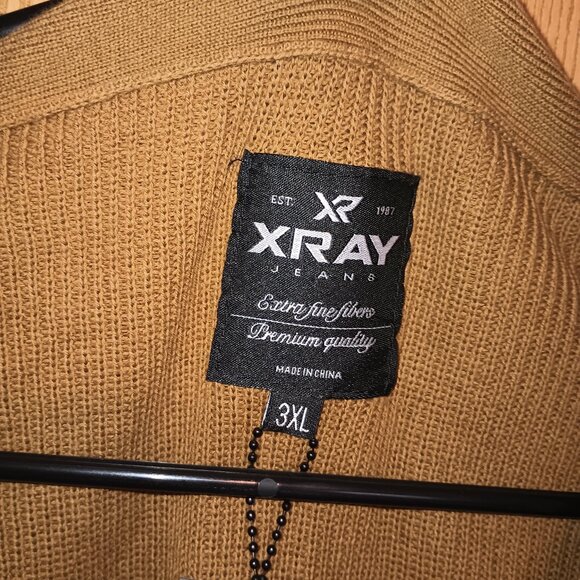 XR
EST. 1987
XRAY
JEANS
Extra fine fibers
Premium quality
MADE IN CHINA
3XL